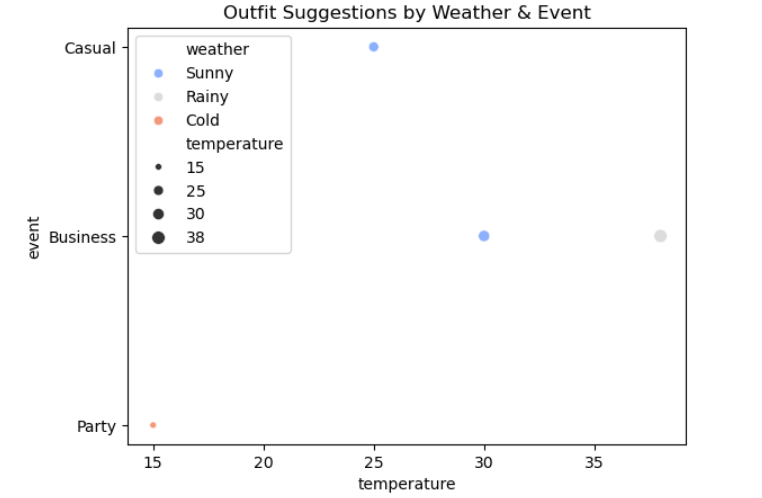 Outfit Suggestions by Weather & Event
Casual
Business
Party
event
weather
Sunny
Rainy
Cold
temperature
15
25
30
38
15 20 25 30 35
temperature